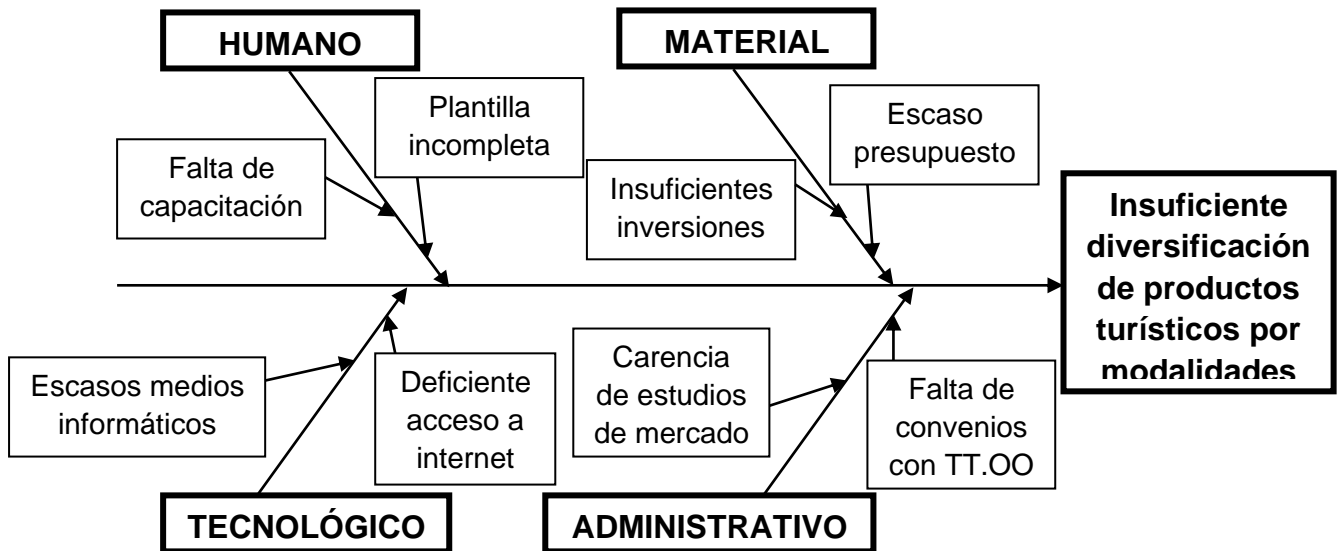 HUMANO
MATERIAL
Plantilla
incompleta
Escaso
presupuesto
Falta de
capacitación
Insuficientes
inversiones
Insuficiente
diversificación
de productos
turísticos por
modalidades
Escasos medios
informáticos
Deficiente
acceso a
internet
Carencia
de estudios
de mercado
Falta de
convenios
con TT.OO
TECNOLÓGICO
ADMINISTRATIVO